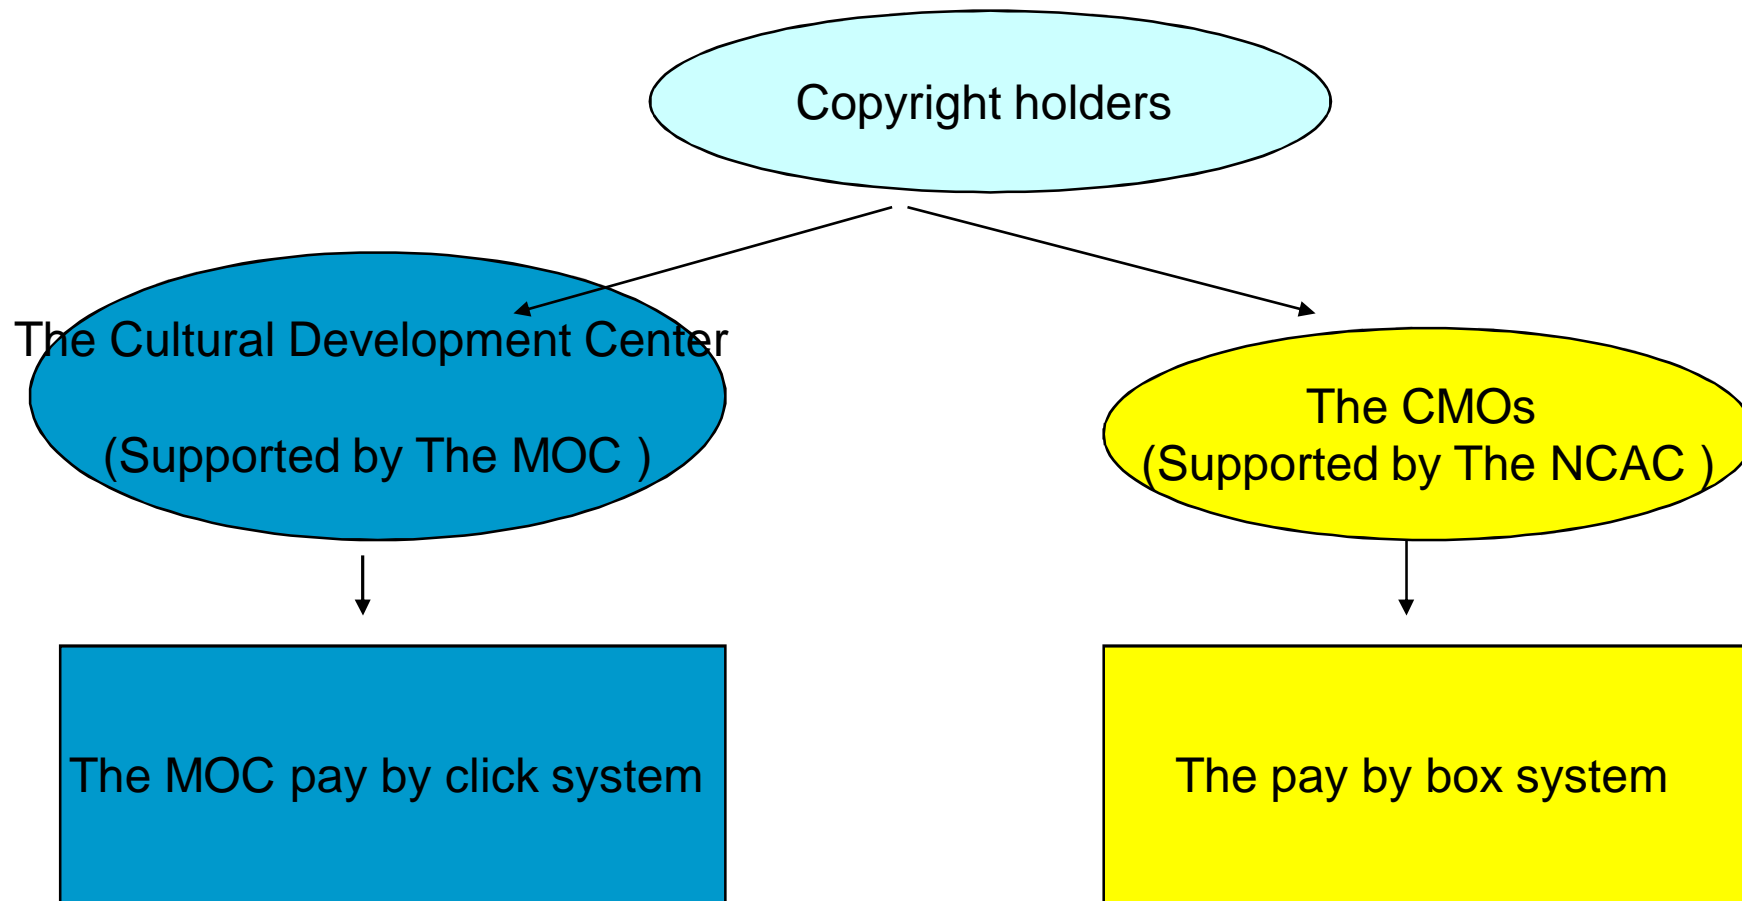 Copyright holders
The Cultural Development Center
(Supported by The MOC )
The CMOs
(Supported by The NCAC )
The MOC pay by click system
The pay by box system